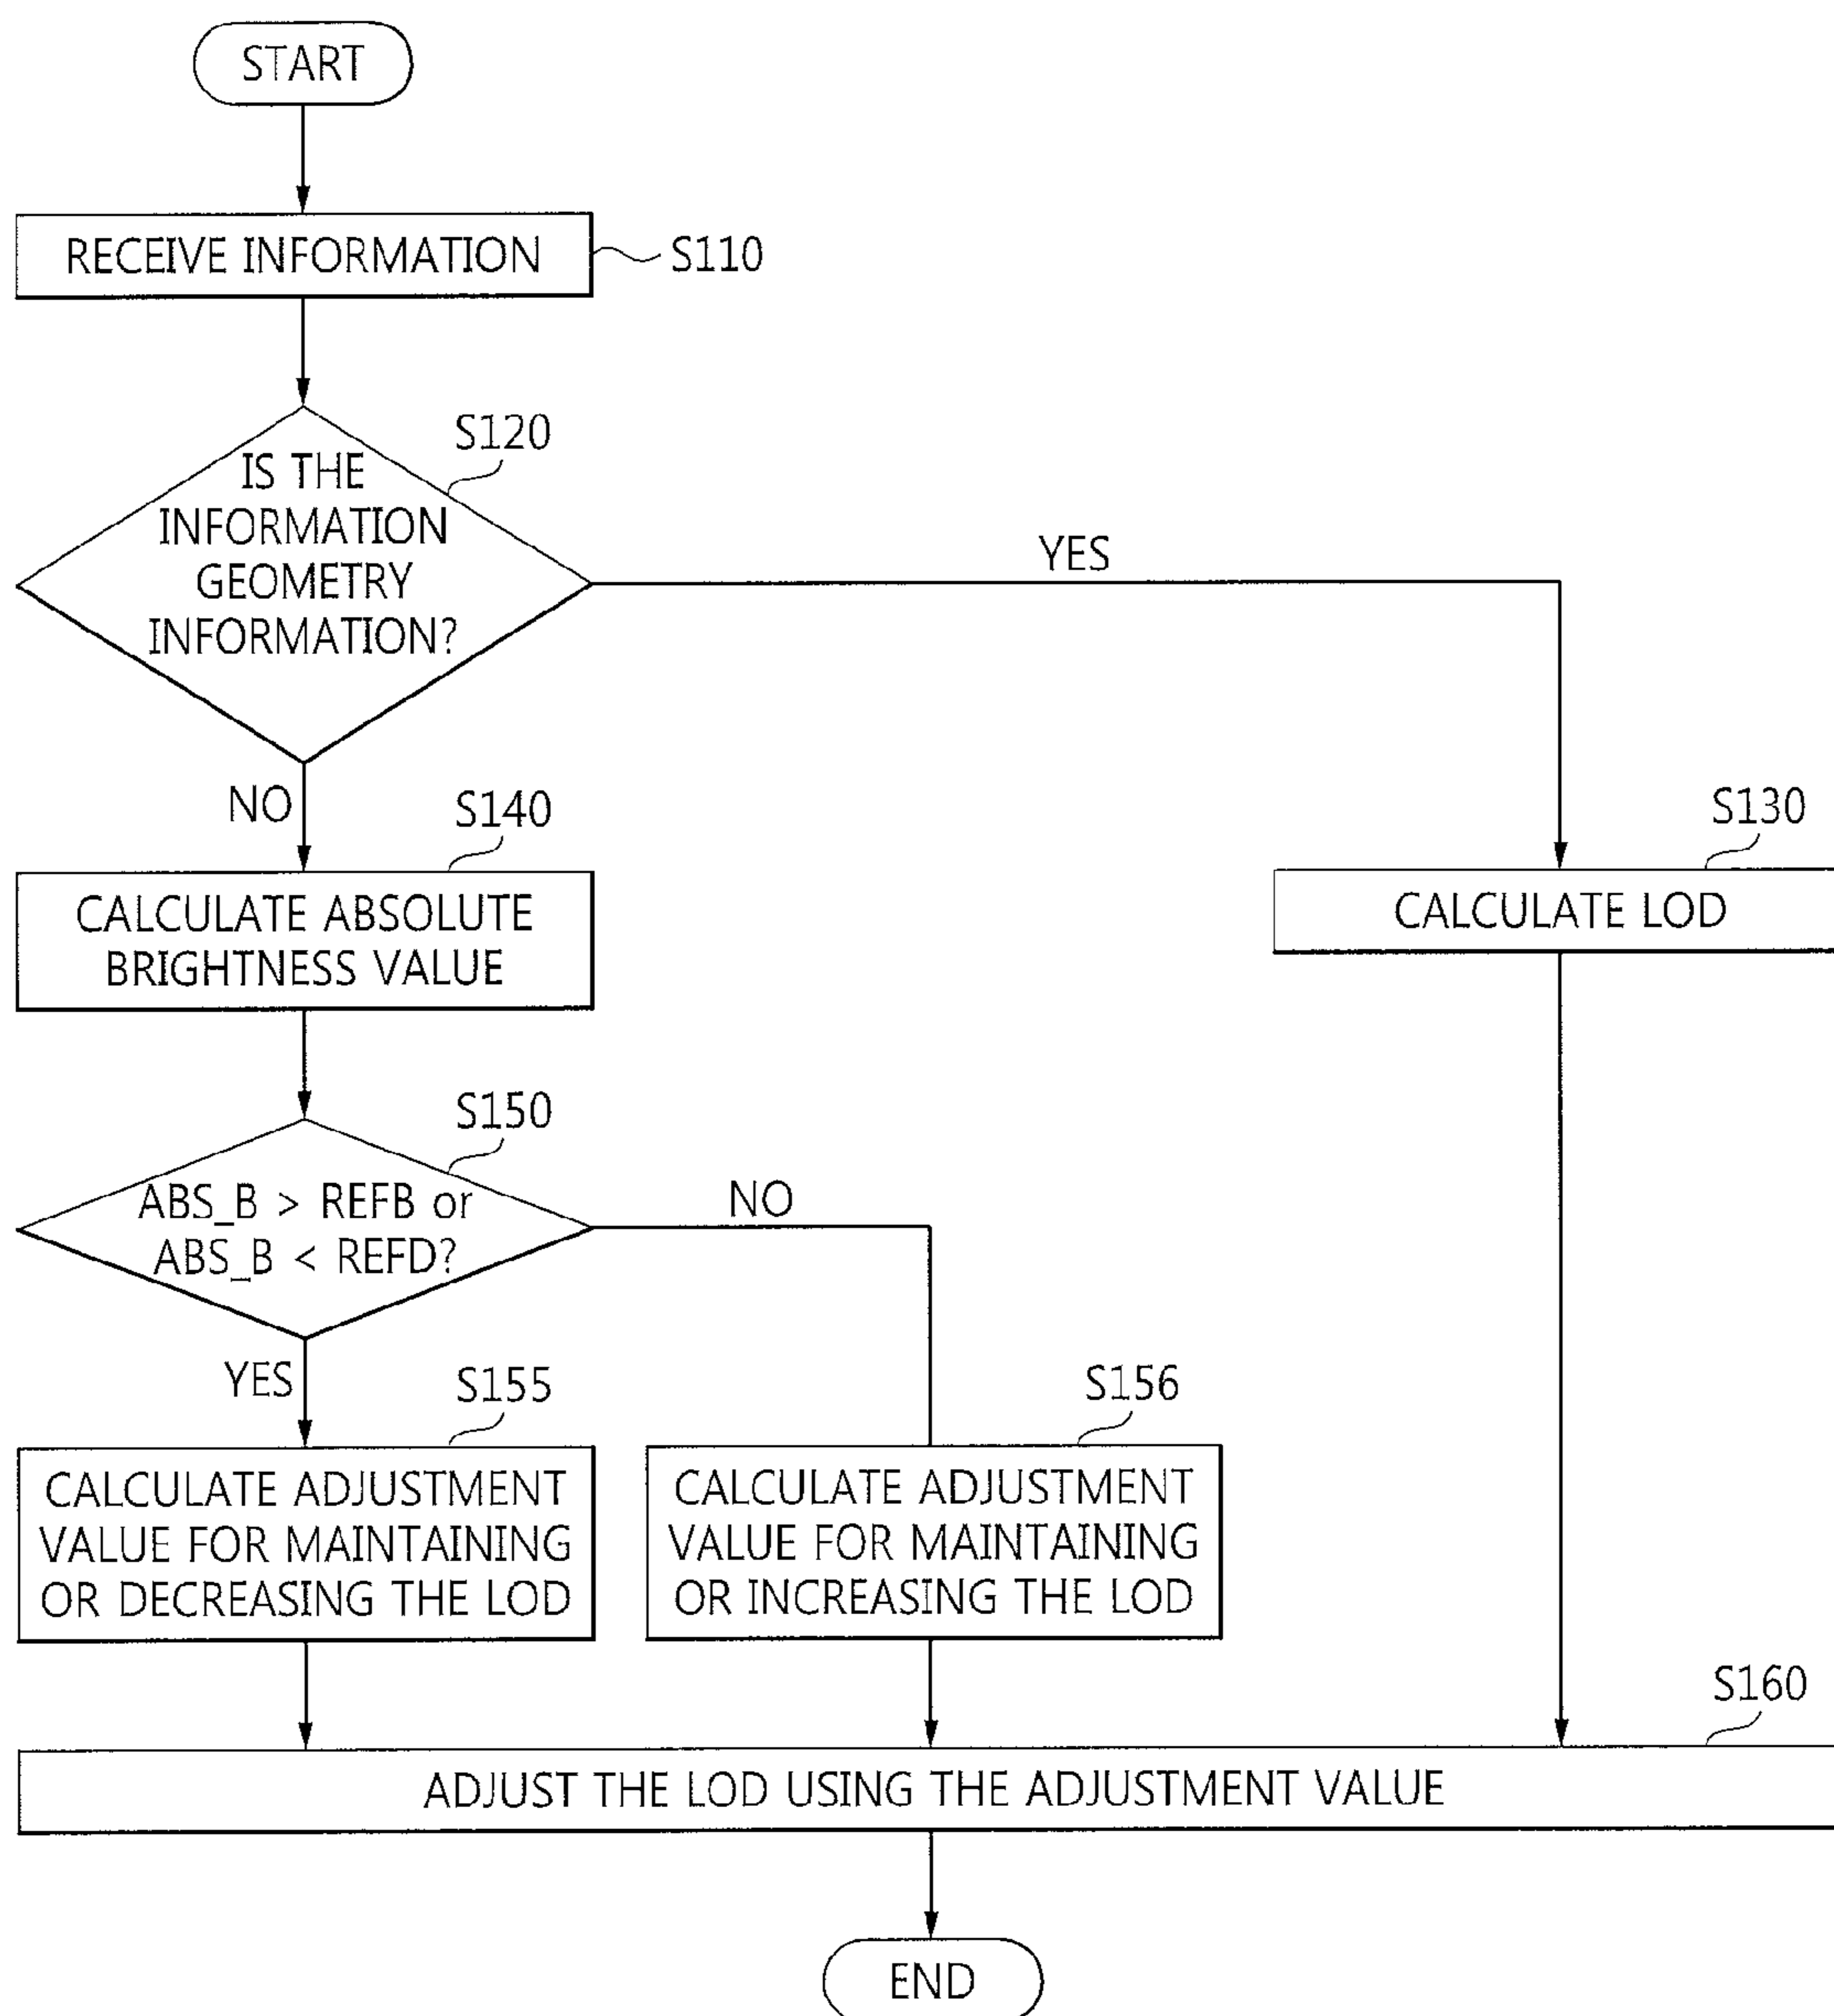 START
RECEIVE INFORMATION
S110
S120
IS THE
INFORMATION
GEOMETRY
INFORMATION?
YES
NO
S140
S130
CALCULATE ABSOLUTE
BRIGHTNESS VALUE
CALCULATE LOD
S150
ABS_B > REFB or
ABS_B < REFD?
NO
YES
S155
S156
CALCULATE ADJUSTMENT
VALUE FOR MAINTAINING
OR DECREASING THE LOD
CALCULATE ADJUSTMENT
VALUE FOR MAINTAINING
OR INCREASING THE LOD
S160
ADJUST THE LOD USING THE ADJUSTMENT VALUE
END